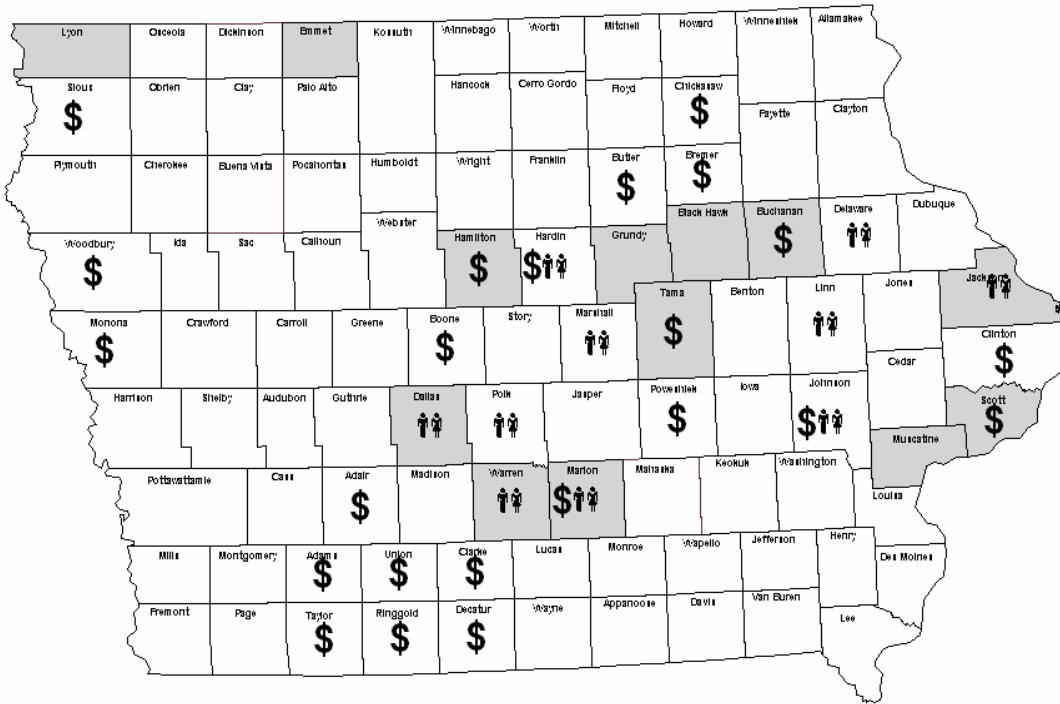 Lyon
Osceola
Dickinson
Emmet
Kossuth
Winnebago
Worth
Mitchell
Howard
Winneshiek
Allamakee
Sioux
$
Obrien
Clay
Palo Alto
Hancock
Cerro Gordo
Floyd
Chickasaw
$
Fayette
Clayton
Plymouth
Cherokee
Buena Vista
Pocahontas
Humboldt
Wright
Franklin
Butler
$
Bremer
$
Webster
Black Hawk
Buchanan
$
Delaware
Dubuque
Woodbury
$
Ida
Sac
Calhoun
Hamilton
$
Hardin
$
Grundy
Jackson
Monona
$
Crawford
Carroll
Greene
Boone
$
Story
Marshall
Tama
$
Benton
Linn
Jones
Clinton
$
Cedar
Harrison
Shelby
Audubon
Guthrie
Dallas
Polk
Jasper
Poweshiek
$
Iowa
Johnson
$
Scott
$
Muscatine
Pottawattamie
Cass
Adair
$
Madison
Warren
Marion
$
Mahaska
Keokuk
Washington
Louisa
Mills
Montgomery
Adams
$
Union
$
Clarke
$
Lucas
Monroe
Wapello
Jefferson
Henry
Des Moines
Fremont
Page
Taylor
$
Ringgold
$
Decatur
$
Wayne
Appanoose
Davis
Van Buren
Lee